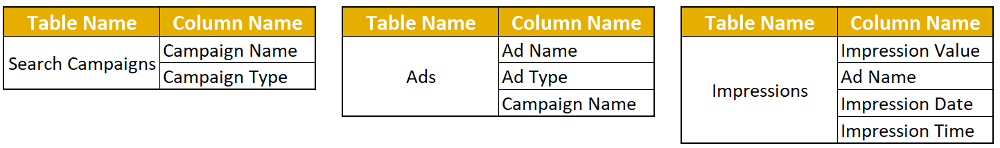 Table Name Column Name
Search Campaigns
Campaign Name
Campaign Type
Table Name Column Name
Ads
Ad Name
Ad Type
Campaign Name
Table Name Column Name
Impressions
Impression Value
Ad Name
Impression Date
Impression Time